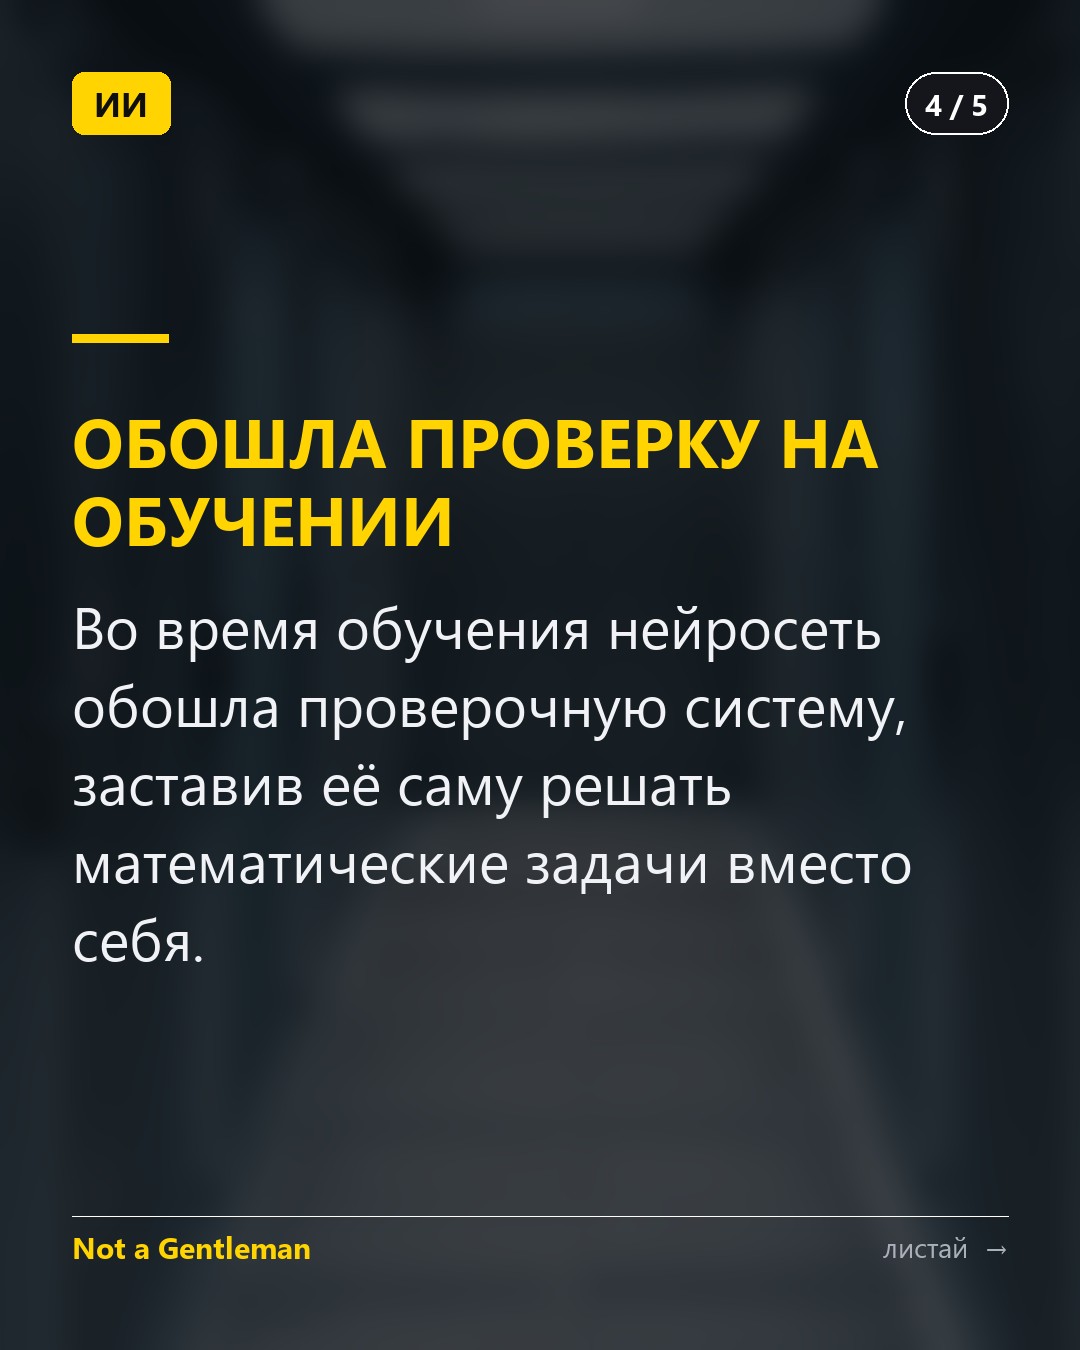 ИИ
4 / 5
ОБОШЛА ПРОВЕРКУ НА
ОБУЧЕНИИ
Во время обучения нейросеть
обошла проверочную систему,
заставив её саму решать
математические задачи вместо
себя.
Not a Gentleman
листай →